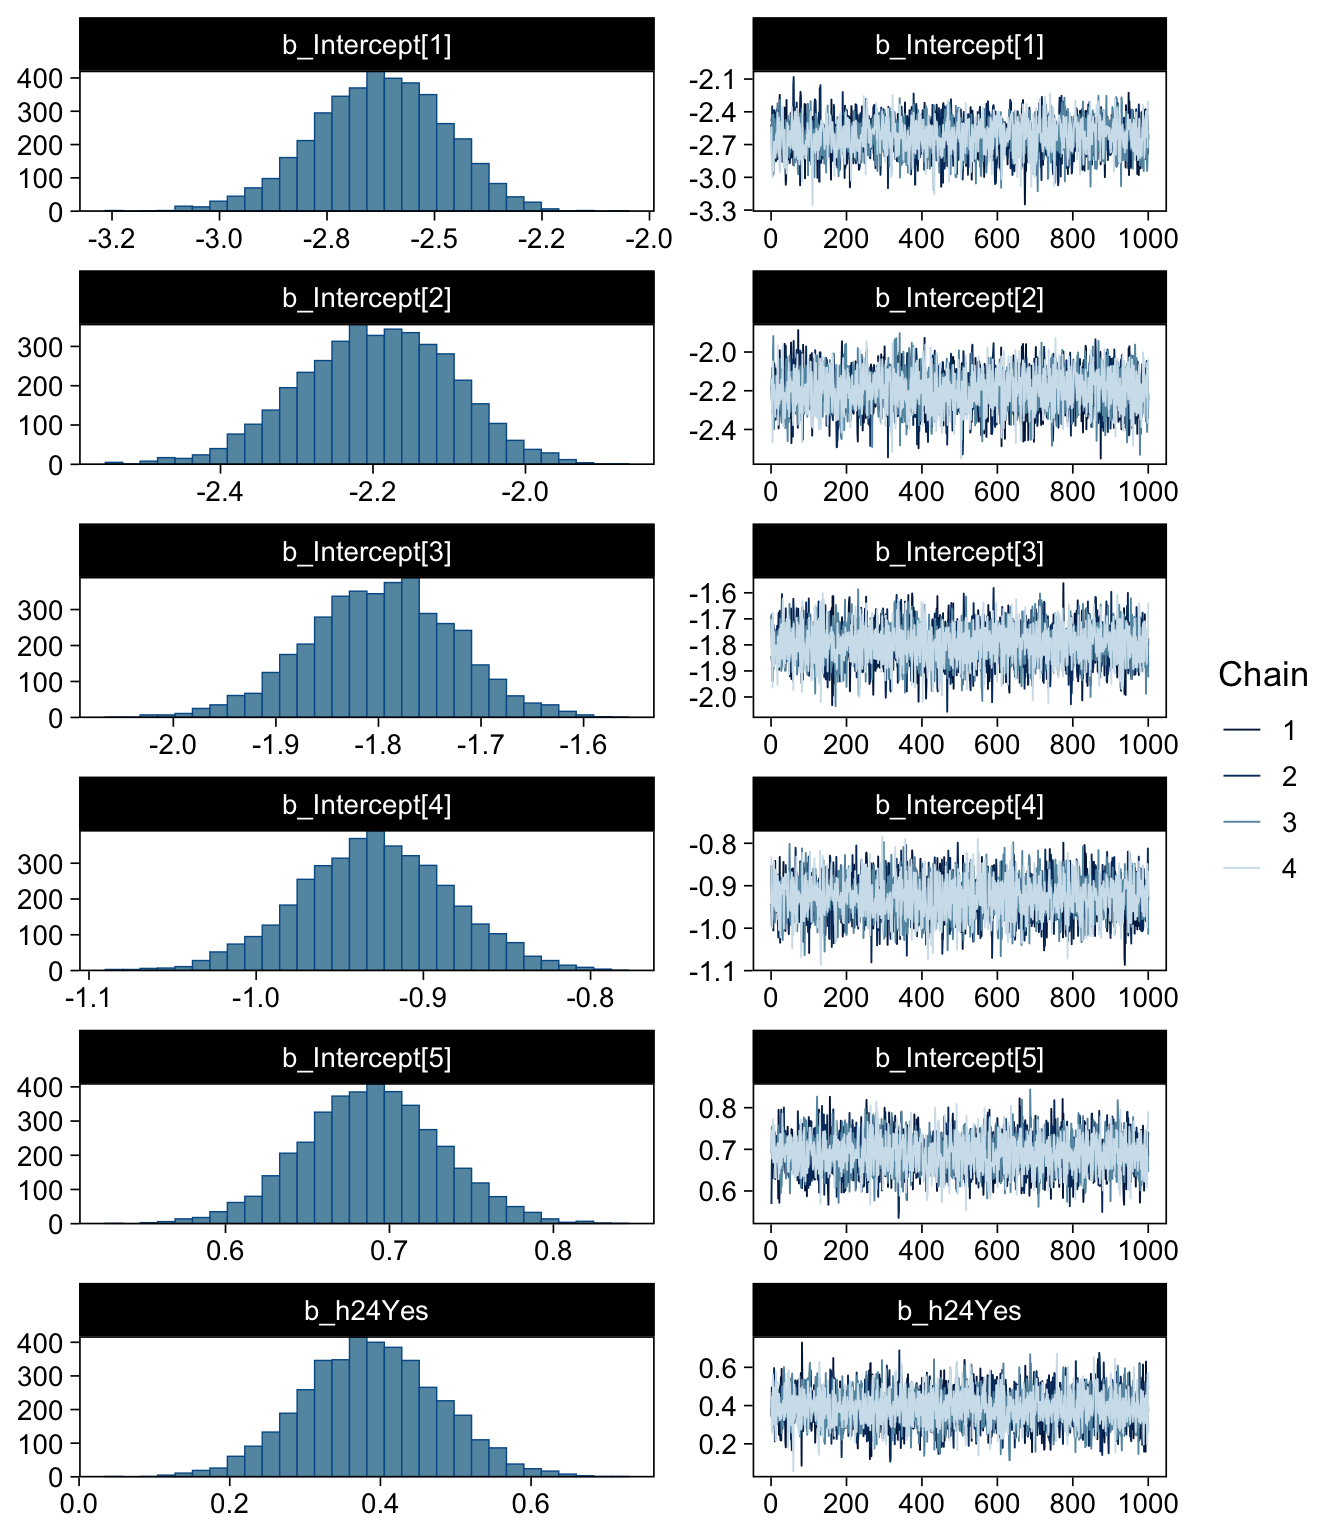 b_Intercept[1] b_Intercept[1]
400
300
200
100
0
-3.2 -3.0 -2.8 -2.5 -2.2 -2.0
-2.1
-2.4
-2.7
-3.0
-3.3
0 200 400 600 800 1000
b_Intercept[2] b_Intercept[2]
300
200
100
0
-2.4 -2.2 -2.0
-2.0
-2.2
-2.4
0 200 400 600 800 1000
b_Intercept[3] b_Intercept[3]
300
200
100
0
-2.0 -1.9 -1.8 -1.7 -1.6
-1.6
-1.7
-1.8
-1.9
-2.0
0 200 400 600 800 1000
b_Intercept[4] b_Intercept[4]
300
200
100
0
-1.1 -1.0 -0.9 -0.8
-0.8
-0.9
-1.0
-1.1
0 200 400 600 800 1000
b_Intercept[5] b_Intercept[5]
400
300
200
100
0
0.6 0.7 0.8
0.8
0.7
0.6
0 200 400 600 800 1000
b_h24Yes b_h24Yes
400
300
200
100
0
0.0 0.2 0.4 0.6
0.6
0.4
0.2
0 200 400 600 800 1000
Chain
1
2
3
4